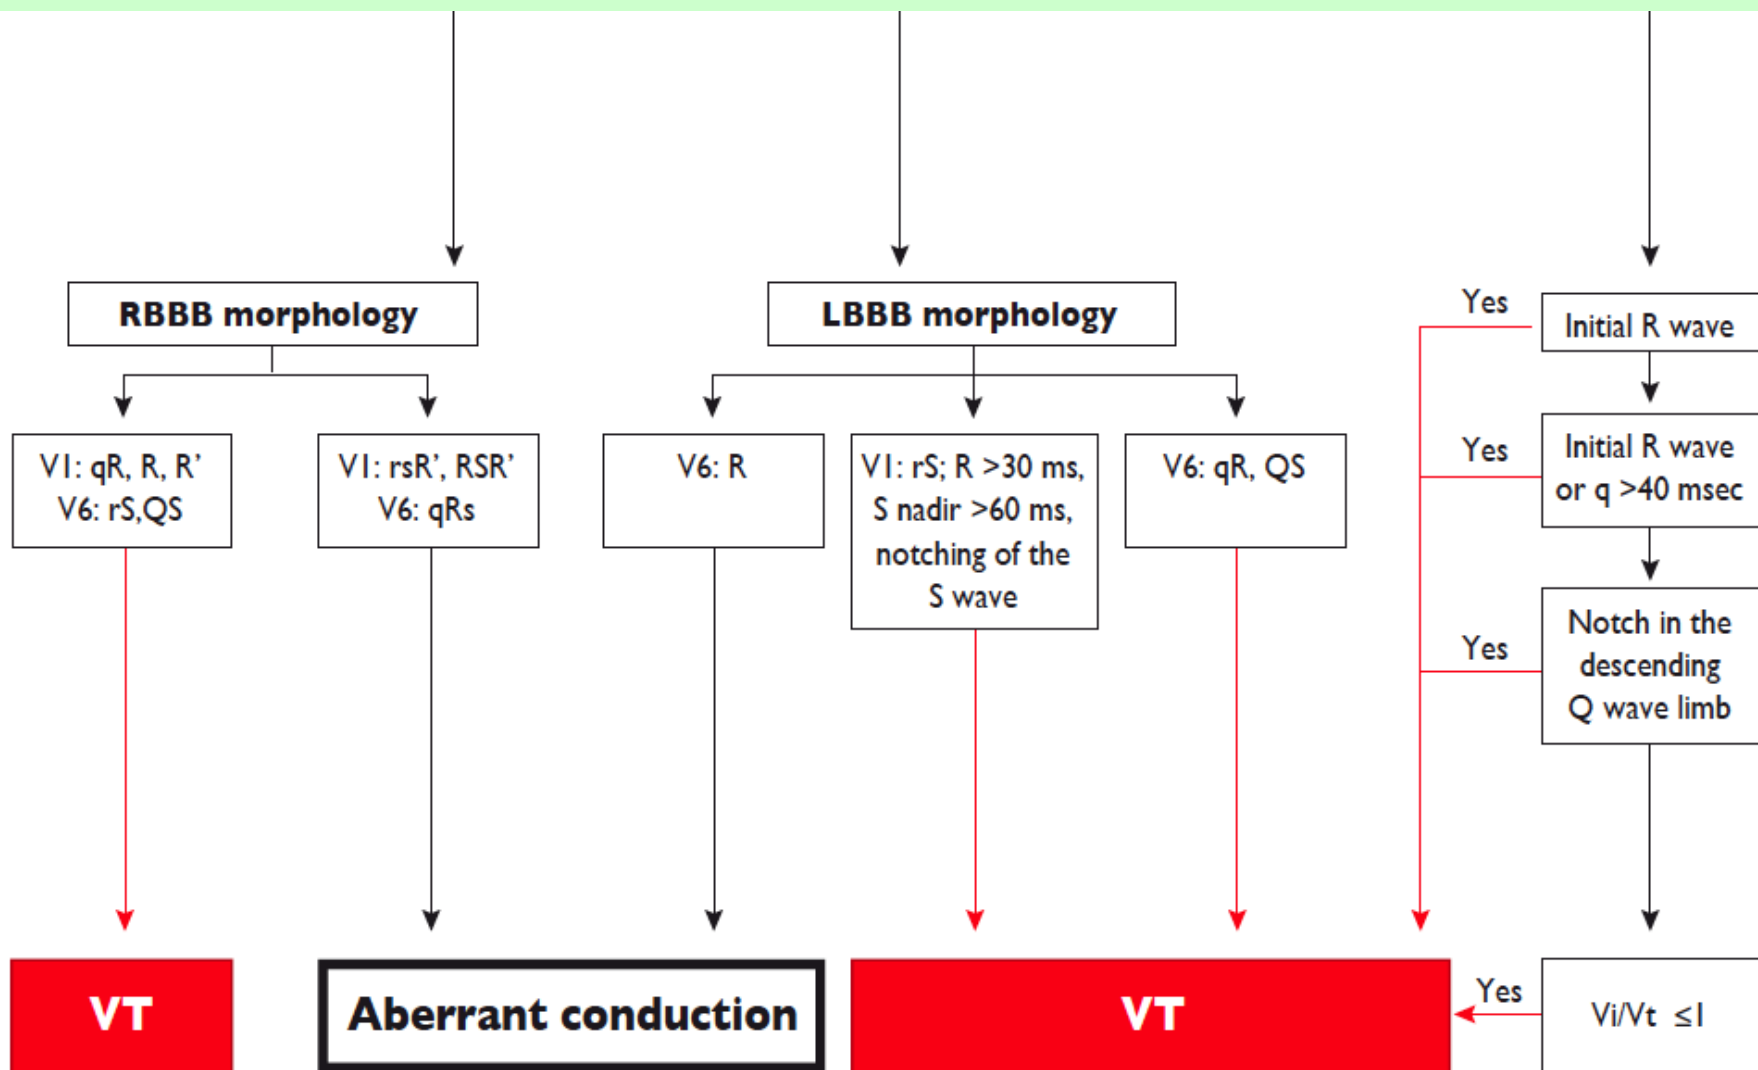 RBBB morphology
LBBB morphology
Yes
Initial R wave
V1: qR, R, R’
V6: rS,QS
V1: rsR’, RSR’
V6: qRs
V6: R
V1: rS; R >30 ms,
S nadir >60 ms,
notching of the
S wave
V6: qR, QS
Yes
Initial R wave
or q >40 msec
Yes
Notch in the
descending
Q wave limb
VT
Aberrant conduction
VT
Yes
Vi/Vt ≤1